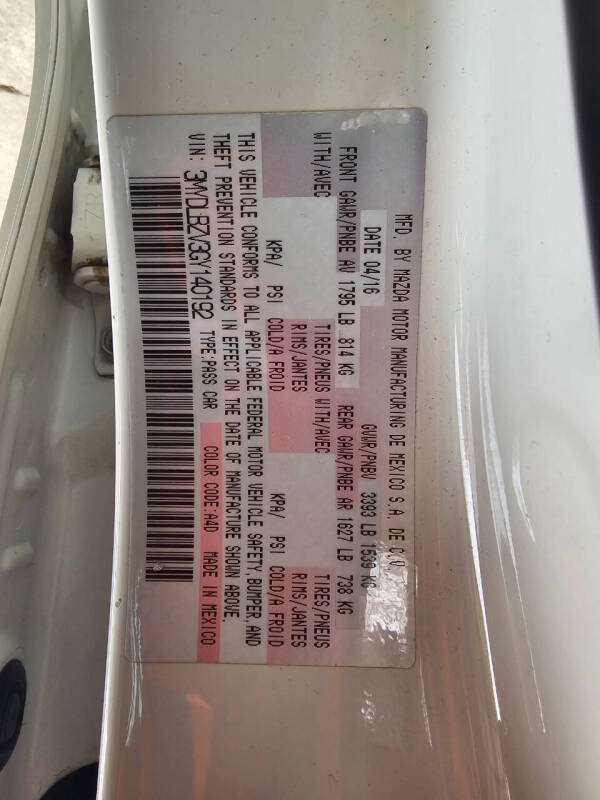 MFD. BY MAZDA MOTOR MANUFACTURING DE MEXICO S.A. DE C.V
DATE 04/16 GVWR/PNBV 3393 LB 1539 KG
FRONT GAWR/PNBE AV 1795 LB 814 KG REAR GAWR/PNBE AR 1627 LB 738 KG
WITH/AVEC TIRES/PNEUS WITH/AVEC TIRES/PNEUS
RIMS/JANTES RIMS/JANTES
KPA/ PSI COLD/A FROID KPA/ PSI COLD/A FROID
THIS VEHICLE CONFORMS TO ALL APPLICABLE FEDERAL MOTOR VEHICLE SAFETY,BUMPER,AND
THEFT PREVENTION STANDARDS IN EFFECT ON THE DATE OF MANUFACTURE SHOWN ABOVE.
VIN: 3MYDLBZV3GY140192 TYPE:PASS CAR COLOR CODE:A4D MADE IN MEXICO